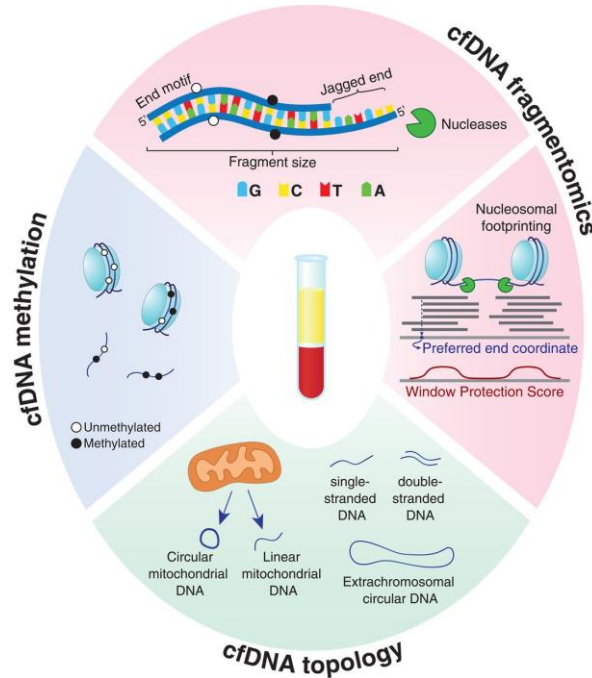 cfDNA fragmentomics
End motif
Jagged end
5'
5'
Nucleases
Fragment size
G C T A
Nucleosomal
footprinting
Preferred end coordinate
Window Protection Score
cfDNA methylation
Unmethylated
Methylated
single-
stranded
DNA
double-
stranded
DNA
Circular
mitochondrial
DNA
Linear
mitochondrial
DNA
Extrachromosomal
circular DNA
cfDNA topology